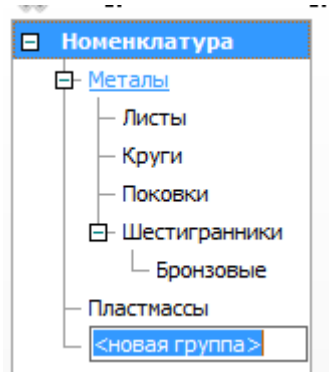 Номенклатура
Металы
Листы
Круги
Поковки
Шестигранники
Бронзовые
Пластмассы
<новая группа>